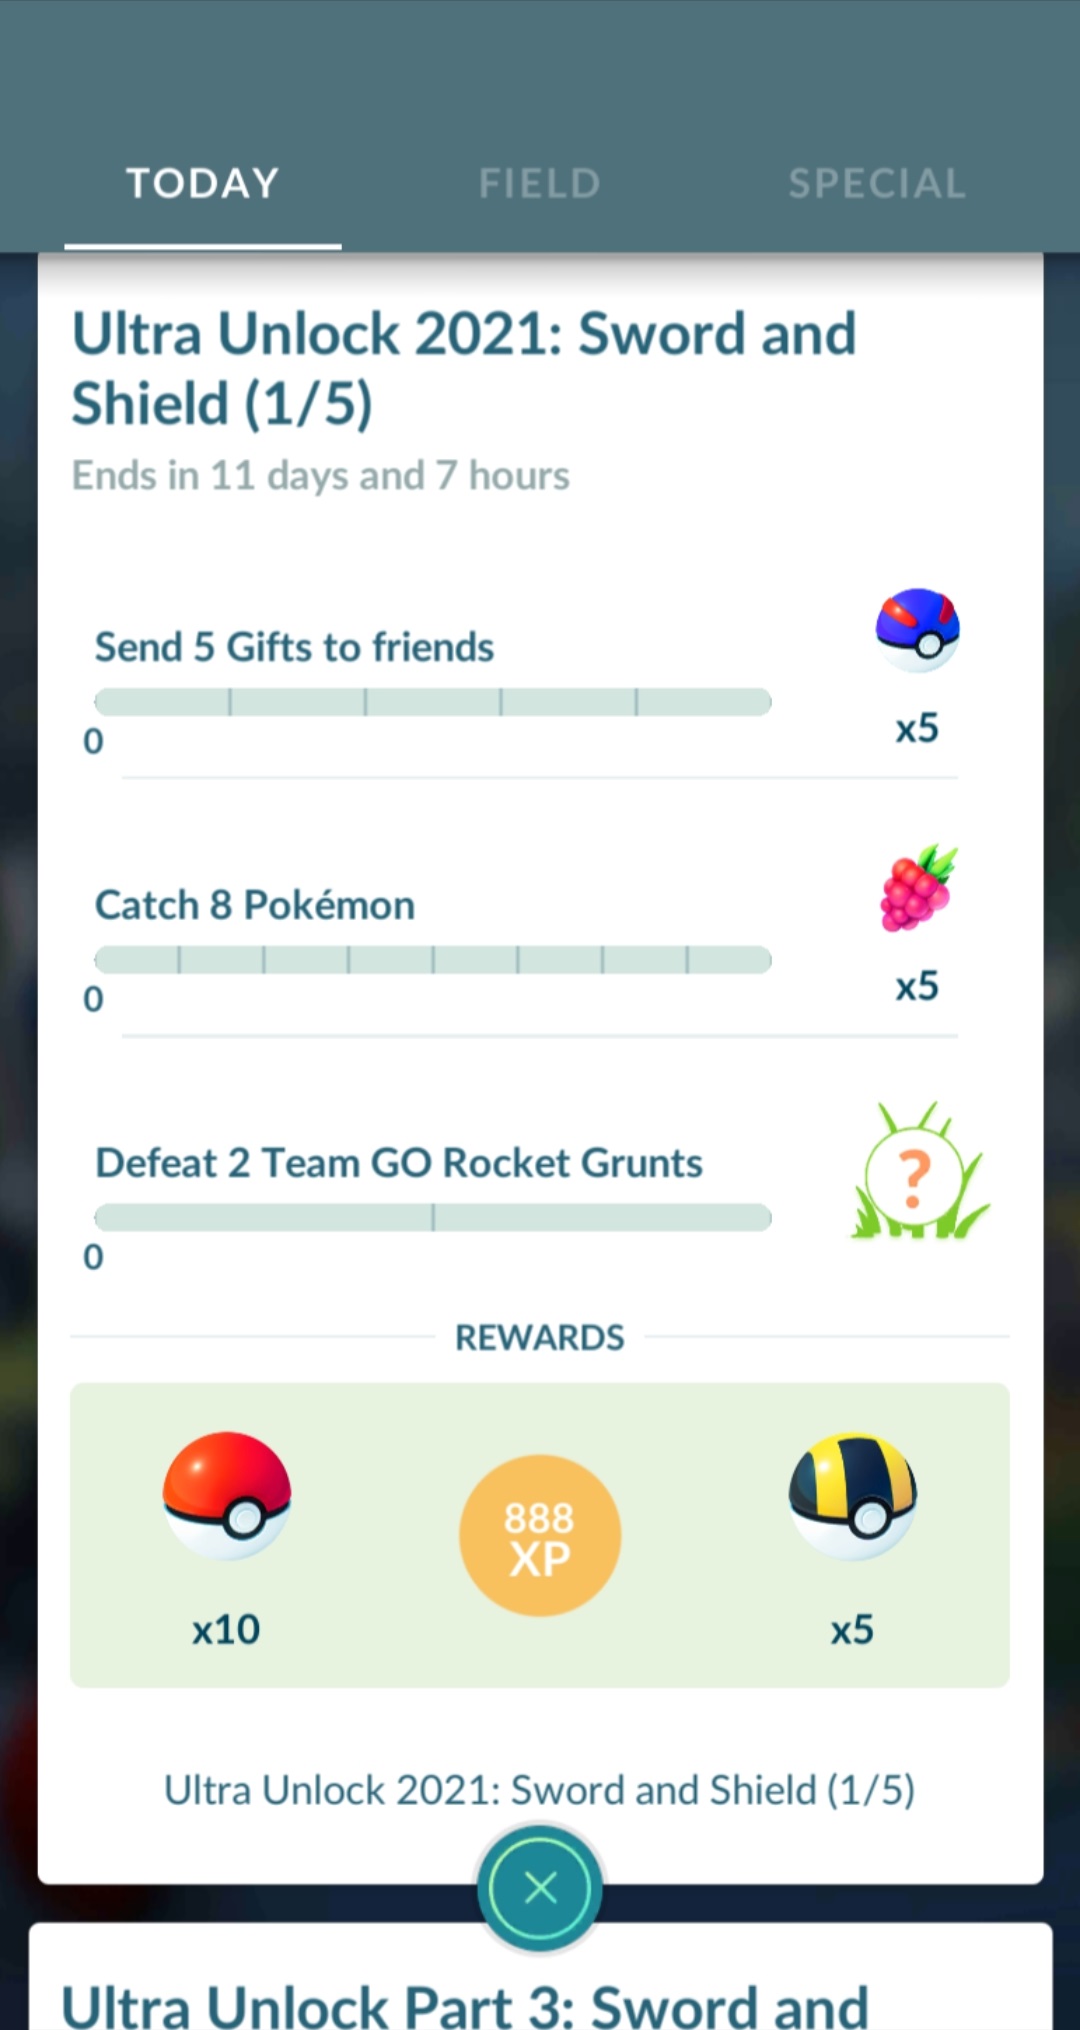 TODAY
FIELD
SPECIAL
Ultra Unlock 2021: Sword and
Shield (1/5)
Ends in 11 days and 7 hours
Send 5 Gifts to friends
0
x5
Catch 8 Pokémon
0
x5
Defeat 2 Team GO Rocket Grunts
?
0
REWARDS
888
XP
x10
x5
Ultra Unlock 2021: Sword and Shield (1/5)
Ultra Unlock Part 3: Sword and